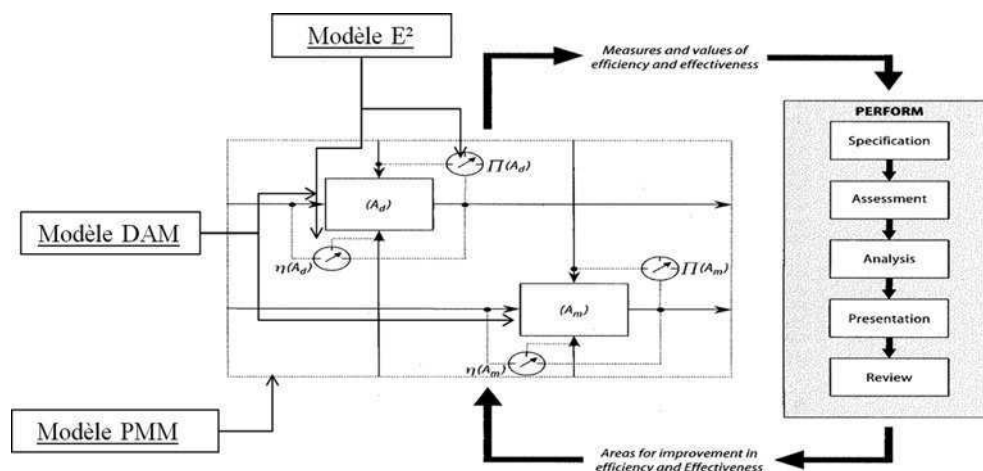 Modèle E²
Measures and values of
efficiency and effectiveness
PERFORM
Specification
Assessment
Analysis
Presentation
Review
Π(A_d)
(A_d)
η(A_d)
Modèle DAM
Π(A_m)
(A_m)
η(A_m)
Modèle PMM
Areas for improvement in
efficiency and Effectiveness